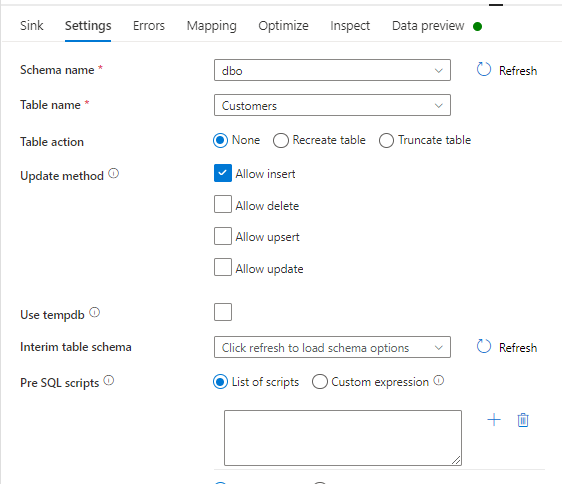 Sink Settings Errors Mapping Optimize Inspect Data preview
Schema name * dbo Refresh
Table name * Customers
Table action None Recreate table Truncate table
Update method Allow insert
Allow delete
Allow upsert
Allow update
Use tempdb
Interim table schema Click refresh to load schema options Refresh
Pre SQL scripts List of scripts Custom expression